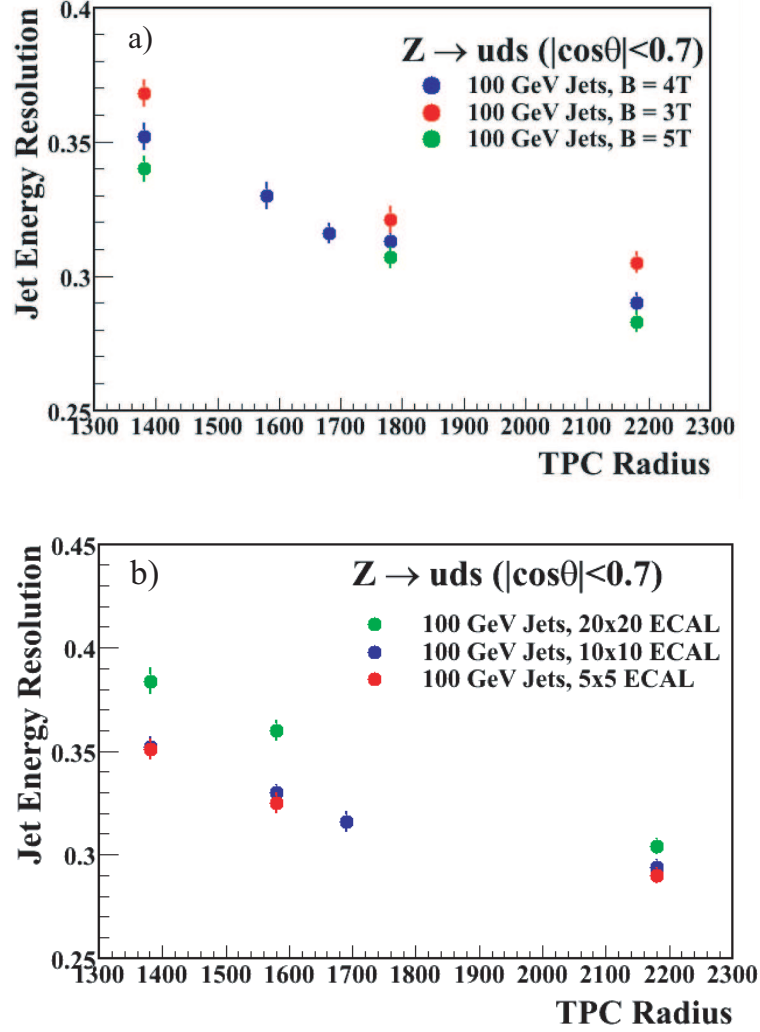 0.4
a)
Z → uds (|cosθ|<0.7)
100 GeV Jets, B = 4T
100 GeV Jets, B = 3T
100 GeV Jets, B = 5T
0.35
0.3
0.25
Jet Energy Resolution
1300 1400 1500 1600 1700 1800 1900 2000 2100 2200 2300
TPC Radius
0.45
b)
Z → uds (|cosθ|<0.7)
100 GeV Jets, 20x20 ECAL
100 GeV Jets, 10x10 ECAL
100 GeV Jets, 5x5 ECAL
0.4
0.35
0.3
0.25
Jet Energy Resolution
1300 1400 1500 1600 1700 1800 1900 2000 2100 2200 2300
TPC Radius